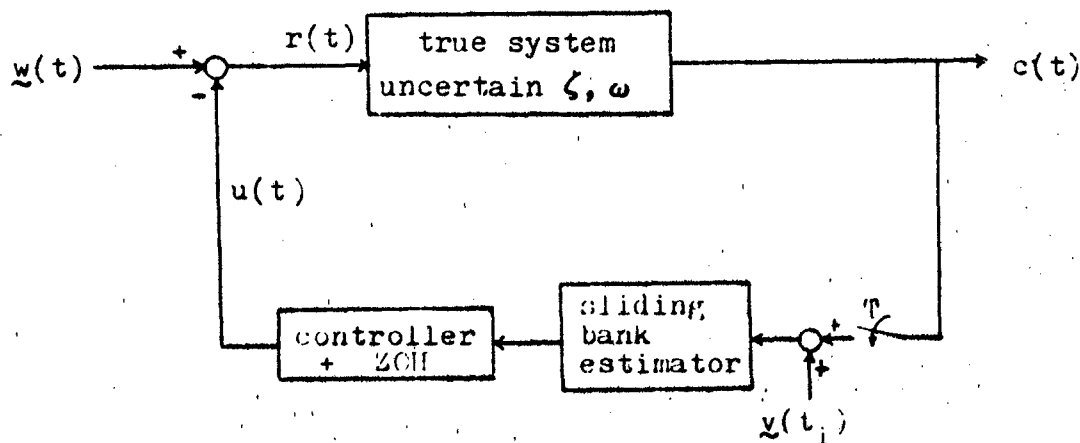 r(t)
true system
uncertain ζ, ω
w(t)
+
-
c(t)
u(t)
controller
+ ZOH
sliding
bank
estimator
T
+
+
v(t_i)